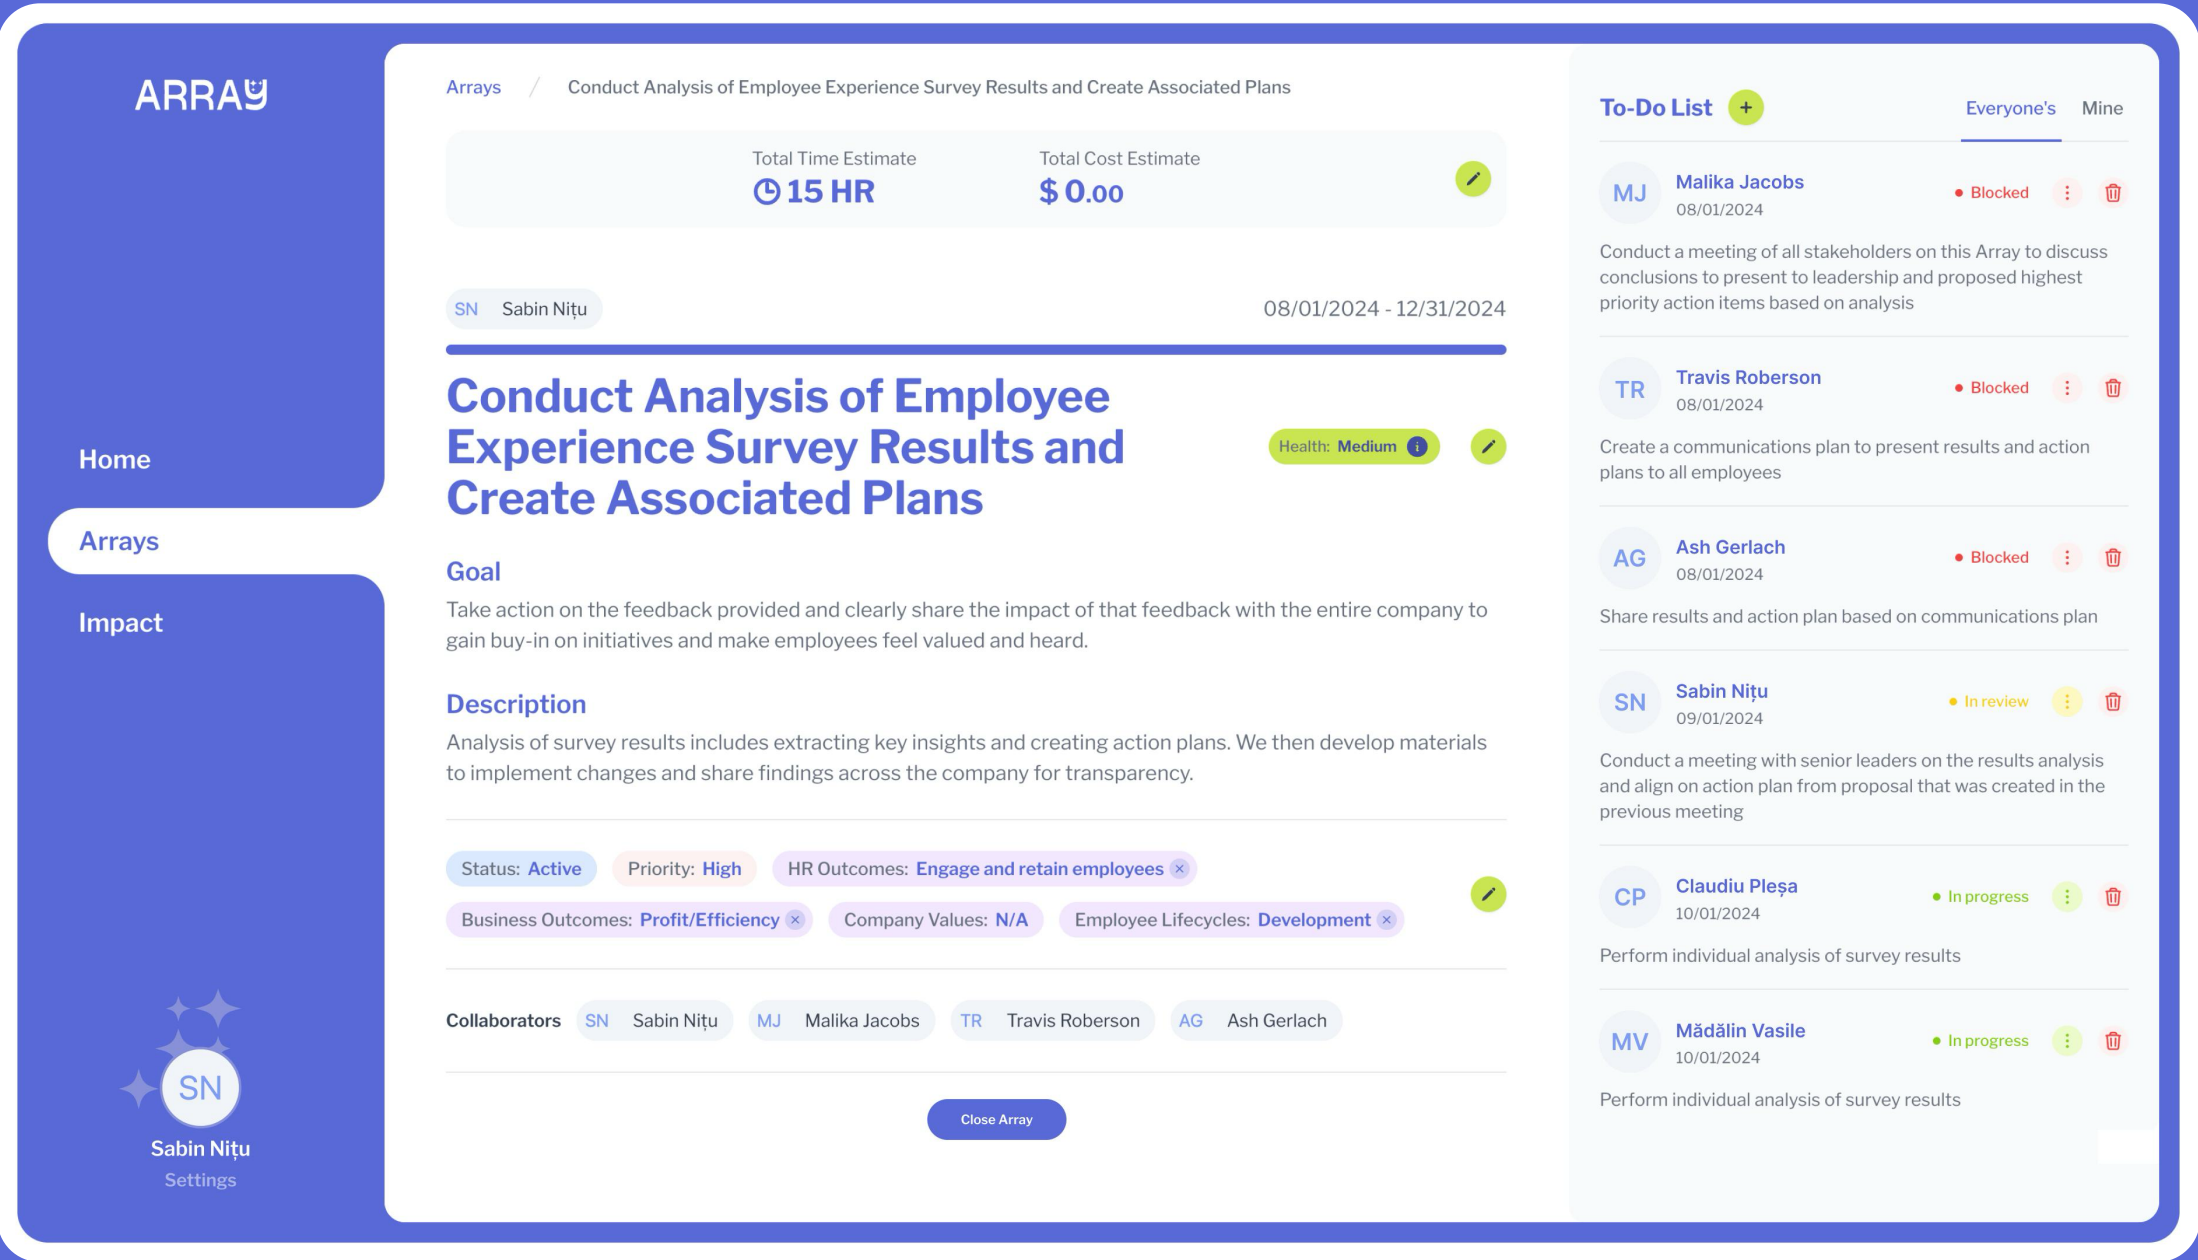 ARRAY
Home
Arrays
Impact
SN
Sabin Nițu
Settings
Arrays / Conduct Analysis of Employee Experience Survey Results and Create Associated Plans
Total Time Estimate
15 HR
Total Cost Estimate
$ 0.00
SN Sabin Nițu
08/01/2024 - 12/31/2024
Conduct Analysis of Employee
Experience Survey Results and
Create Associated Plans
Health: Medium i
Goal
Take action on the feedback provided and clearly share the impact of that feedback with the entire company to
gain buy-in on initiatives and make employees feel valued and heard.
Description
Analysis of survey results includes extracting key insights and creating action plans. We then develop materials
to implement changes and share findings across the company for transparency.
Status: Active Priority: High HR Outcomes: Engage and retain employees ×
Business Outcomes: Profit/Efficiency × Company Values: N/A Employee Lifecycles: Development ×
Collaborators SN Sabin Nițu MJ Malika Jacobs TR Travis Roberson AG Ash Gerlach
Close Array
To-Do List +
Everyone's Mine
MJ
Malika Jacobs
08/01/2024
Blocked
Conduct a meeting of all stakeholders on this Array to discuss
conclusions to present to leadership and proposed highest
priority action items based on analysis
TR
Travis Roberson
08/01/2024
Blocked
Create a communications plan to present results and action
plans to all employees
AG
Ash Gerlach
08/01/2024
Blocked
Share results and action plan based on communications plan
SN
Sabin Nițu
09/01/2024
In review
Conduct a meeting with senior leaders on the results analysis
and align on action plan from proposal that was created in the
previous meeting
CP
Claudiu Pleșa
10/01/2024
In progress
Perform individual analysis of survey results
MV
Mădălin Vasile
10/01/2024
In progress
Perform individual analysis of survey results